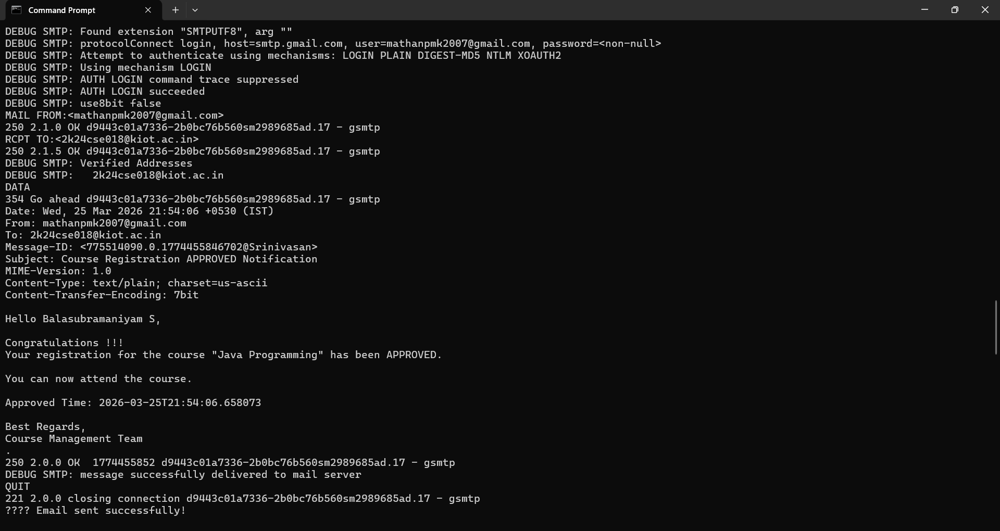 Command Prompt
DEBUG SMTP: Found extension "SMTPUTF8", arg ""
DEBUG SMTP: protocolConnect login, host=smtp.gmail.com, user=mathanpmk2007@gmail.com, password=<non-null>
DEBUG SMTP: Attempt to authenticate using mechanisms: LOGIN PLAIN DIGEST-MD5 NTLM XOAUTH2
DEBUG SMTP: Using mechanism LOGIN
DEBUG SMTP: AUTH LOGIN command trace suppressed
DEBUG SMTP: AUTH LOGIN succeeded
DEBUG SMTP: use8bit false
MAIL FROM:<mathanpmk2007@gmail.com>
250 2.1.0 OK d9443c01a7336-2b0bc76b560sm2989685ad.17 - gsmtp
RCPT TO:<2k24cse018@kiot.ac.in>
250 2.1.5 OK d9443c01a7336-2b0bc76b560sm2989685ad.17 - gsmtp
DEBUG SMTP: Verified Addresses
DEBUG SMTP:   2k24cse018@kiot.ac.in
DATA
354 Go ahead d9443c01a7336-2b0bc76b560sm2989685ad.17 - gsmtp
Date: Wed, 25 Mar 2026 21:54:06 +0530 (IST)
From: mathanpmk2007@gmail.com
To: 2k24cse018@kiot.ac.in
Message-ID: <775514090.0.1774455846702@Srinivasan>
Subject: Course Registration APPROVED Notification
MIME-Version: 1.0
Content-Type: text/plain; charset=us-ascii
Content-Transfer-Encoding: 7bit

Hello Balasubramaniyam S,

Congratulations !!!
Your registration for the course "Java Programming" has been APPROVED.

You can now attend the course.

Approved Time: 2026-03-25T21:54:06.658073

Best Regards,
Course Management Team
.
250 2.0.0 OK  1774455852 d9443c01a7336-2b0bc76b560sm2989685ad.17 - gsmtp
DEBUG SMTP: message successfully delivered to mail server
QUIT
221 2.0.0 closing connection d9443c01a7336-2b0bc76b560sm2989685ad.17 - gsmtp
???? Email sent successfully!